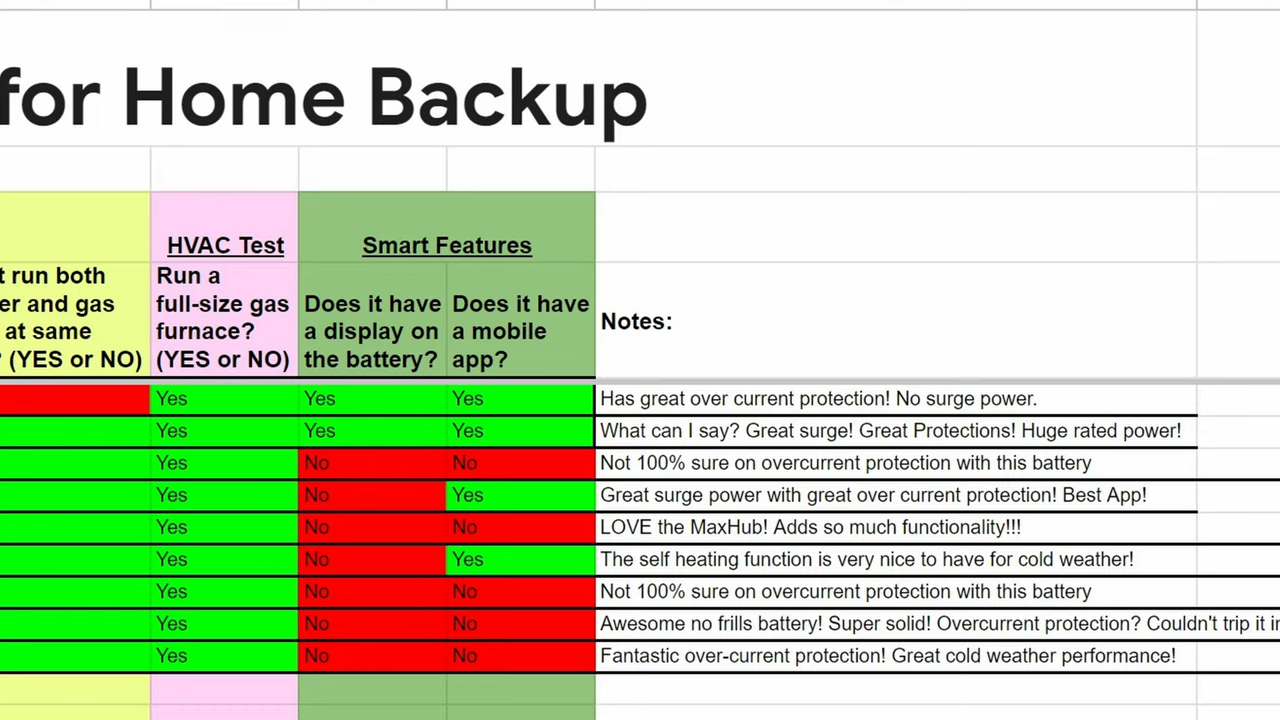 for Home Backup
HVAC Test
Smart Features
t run both
er and gas
at same
? (YES or NO)
Run a
full-size gas
furnace?
(YES or NO)
Does it have
a display on
the battery?
Does it have
a mobile
app?
Notes:
Yes Yes Yes Has great over current protection! No surge power.
Yes Yes Yes What can I say? Great surge! Great Protections! Huge rated power!
Yes No No Not 100% sure on overcurrent protection with this battery
Yes No Yes Great surge power with great over current protection! Best App!
Yes No No LOVE the MaxHub! Adds so much functionality!!!
Yes No Yes The self heating function is very nice to have for cold weather!
Yes No No Not 100% sure on overcurrent protection with this battery
Yes No No Awesome no frills battery! Super solid! Overcurrent protection? Couldn't trip it in
Yes No No Fantastic over-current protection! Great cold weather performance!